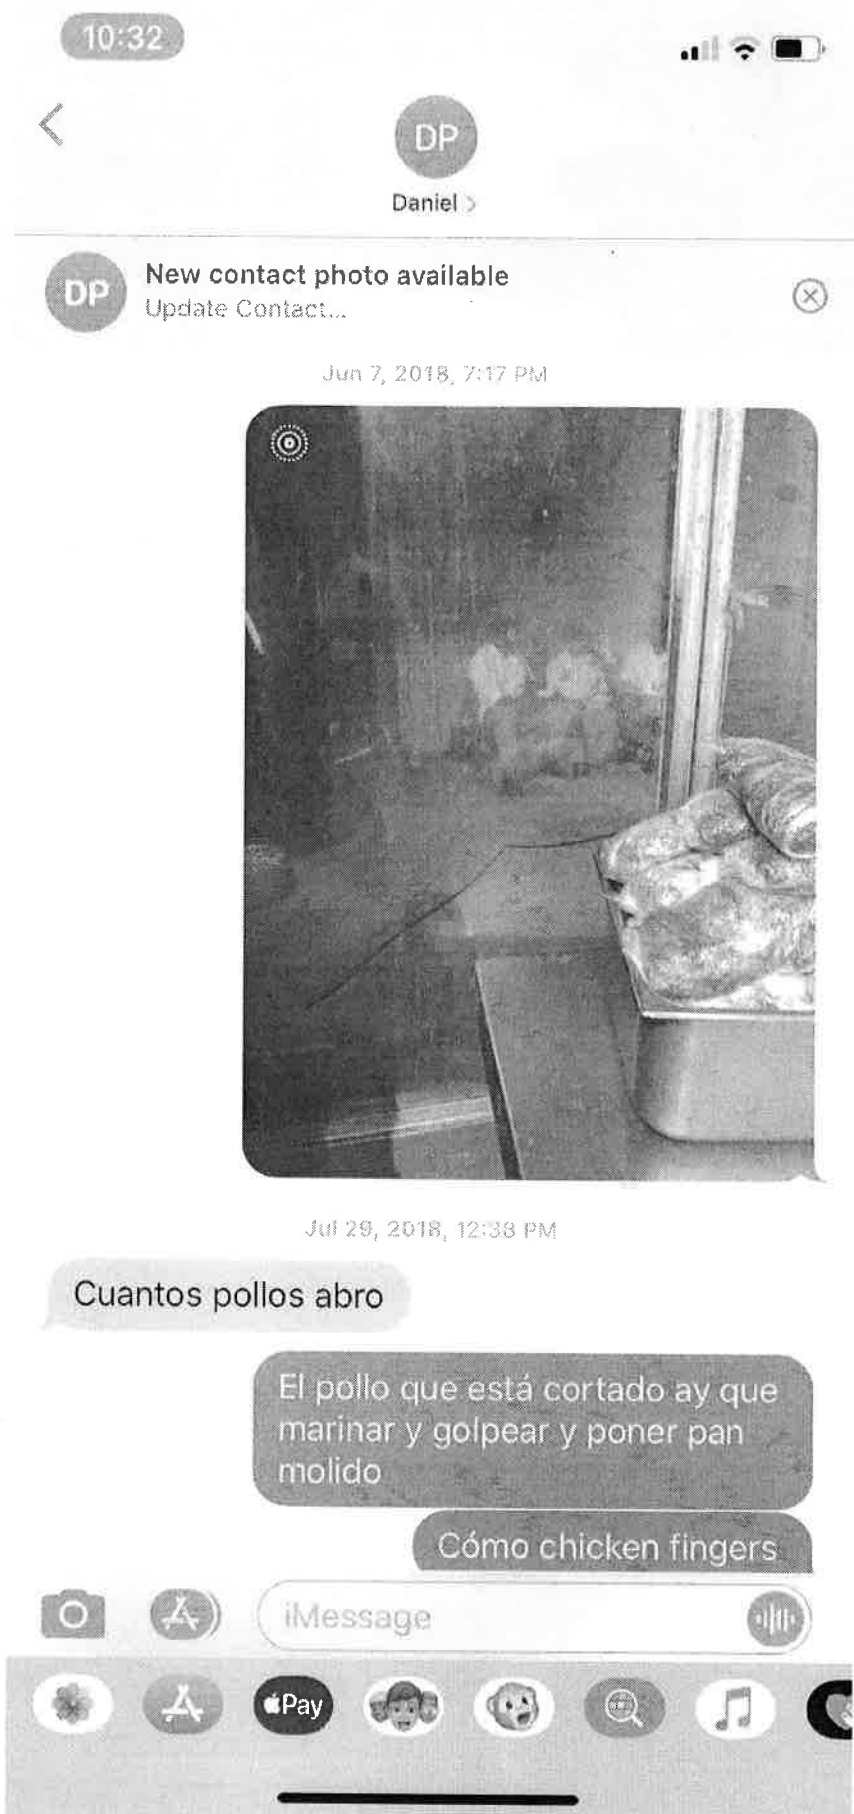 10:32
DP
Daniel >
DP
New contact photo available
Update Contact...
Jun 7, 2018, 7:17 PM
Jul 29, 2018, 12:38 PM
Cuantos pollos abro
El pollo que está cortado ay que
marinar y golpear y poner pan
molido
Cómo chicken fingers
iMessage
Pay